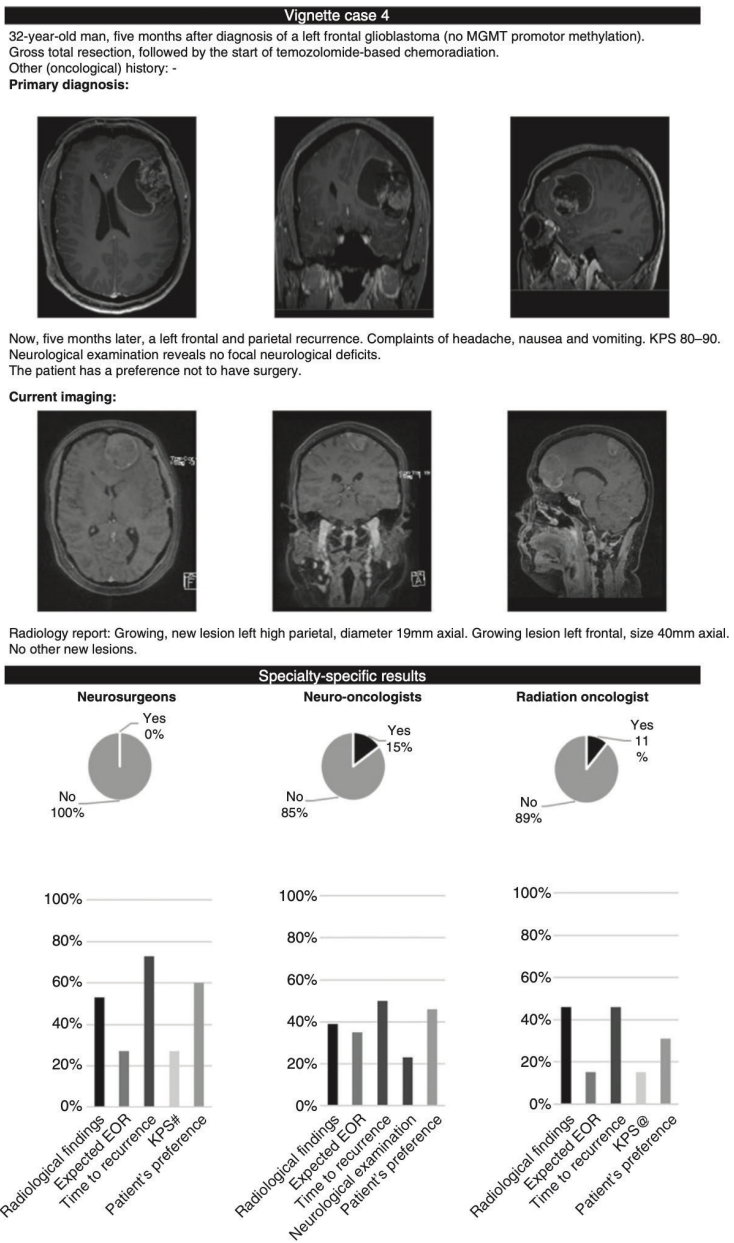 Vignette case 4
32-year-old man, five months after diagnosis of a left frontal glioblastoma (no MGMT promotor methylation).
Gross total resection, followed by the start of temozolomide-based chemoradiation.
Other (oncological) history: -
Primary diagnosis:
Now, five months later, a left frontal and parietal recurrence. Complaints of headache, nausea and vomiting. KPS 80–90.
Neurological examination reveals no focal neurological deficits.
The patient has a preference not to have surgery.
Current imaging:
Radiology report: Growing, new lesion left high parietal, diameter 19mm axial. Growing lesion left frontal, size 40mm axial.
No other new lesions.
Specialty-specific results
Neurosurgeons
Yes
0%
No
100%
Neuro-oncologists
Yes
15%
No
85%
Radiation oncologist
Yes
11
%
No
89%
100%
80%
60%
40%
20%
0%
Radiological findings
Expected EOR
Time to recurrence
KPS#
Patient's preference
100%
80%
60%
40%
20%
0%
Radiological findings
Expected EOR
Time to recurrence
Neurological examination
Patient's preference
100%
80%
60%
40%
20%
0%
Radiological findings
Expected EOR
Time to recurrence
KPS@
Patient's preference